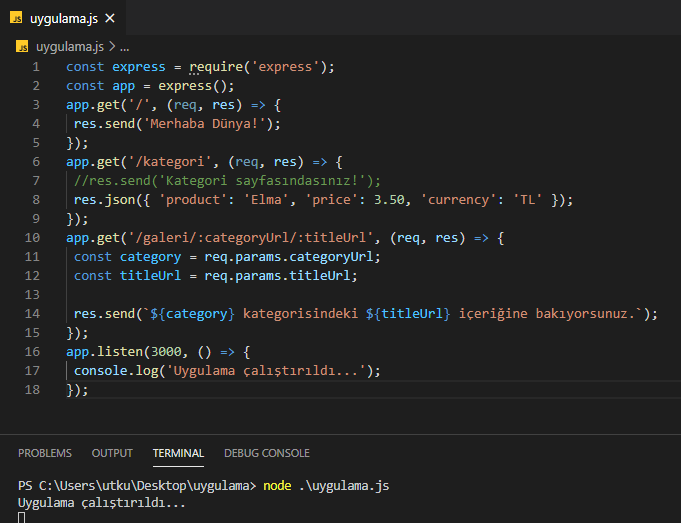 JS uygulama.js ×
JS uygulama.js > ...
1 const express = require('express');
2 const app = express();
3 app.get('/', (req, res) => {
4 res.send('Merhaba Dünya!');
5 });
6 app.get('/kategori', (req, res) => {
7 //res.send('Kategori sayfasındasınız!');
8 res.json({ 'product': 'Elma', 'price': 3.50, 'currency': 'TL' });
9 });
10 app.get('/galeri/:categoryUrl/:titleUrl', (req, res) => {
11 const category = req.params.categoryUrl;
12 const titleUrl = req.params.titleUrl;
13
14 res.send(`${category} kategorisindeki ${titleUrl} içeriğine bakıyorsunuz.`);
15 });
16 app.listen(3000, () => {
17 console.log('Uygulama çalıştırıldı...');
18 });
PROBLEMS OUTPUT TERMINAL DEBUG CONSOLE
PS C:\Users\utku\Desktop\uygulama> node .\uygulama.js
Uygulama çalıştırıldı...